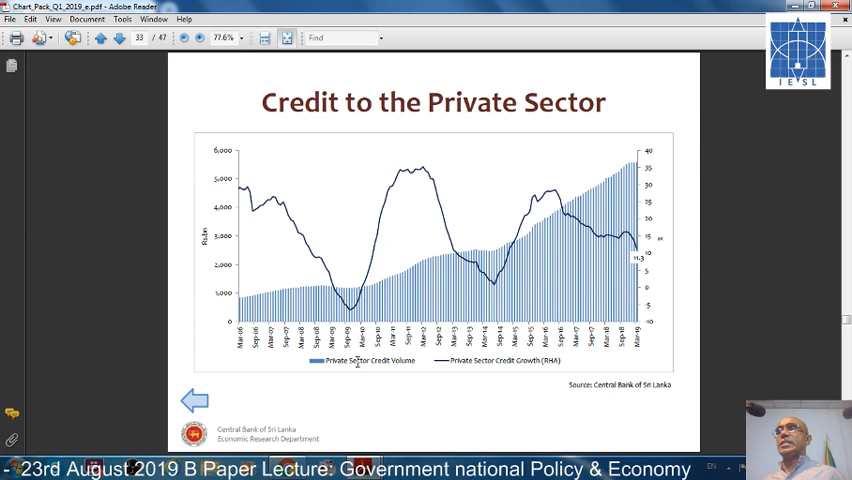 Chart_Pack_Q1_2019_e.pdf - Adobe Reader
File Edit View Document Tools Window Help
33 / 47 77.6% Find
IESL
Credit to the Private Sector
6,000
5,000
4,000
3,000
2,000
1,000
0
Rs.bn
40
35
30
25
20
15
10
5
0
-5
-10
%
11.3
Mar-06 Sep-06 Mar-07 Sep-07 Mar-08 Sep-08 Mar-09 Sep-09 Mar-10 Sep-10 Mar-11 Sep-11 Mar-12 Sep-12 Mar-13 Sep-13 Mar-14 Sep-14 Mar-15 Sep-15 Mar-16 Sep-16 Mar-17 Sep-17 Mar-18 Sep-18 Mar-19
Private Sector Credit Volume Private Sector Credit Growth (RHA)
Source: Central Bank of Sri Lanka
Central Bank of Sri Lanka
Economic Research Department
- 23rd August 2019 B Paper Lecture: Government national Policy & Economy
EN